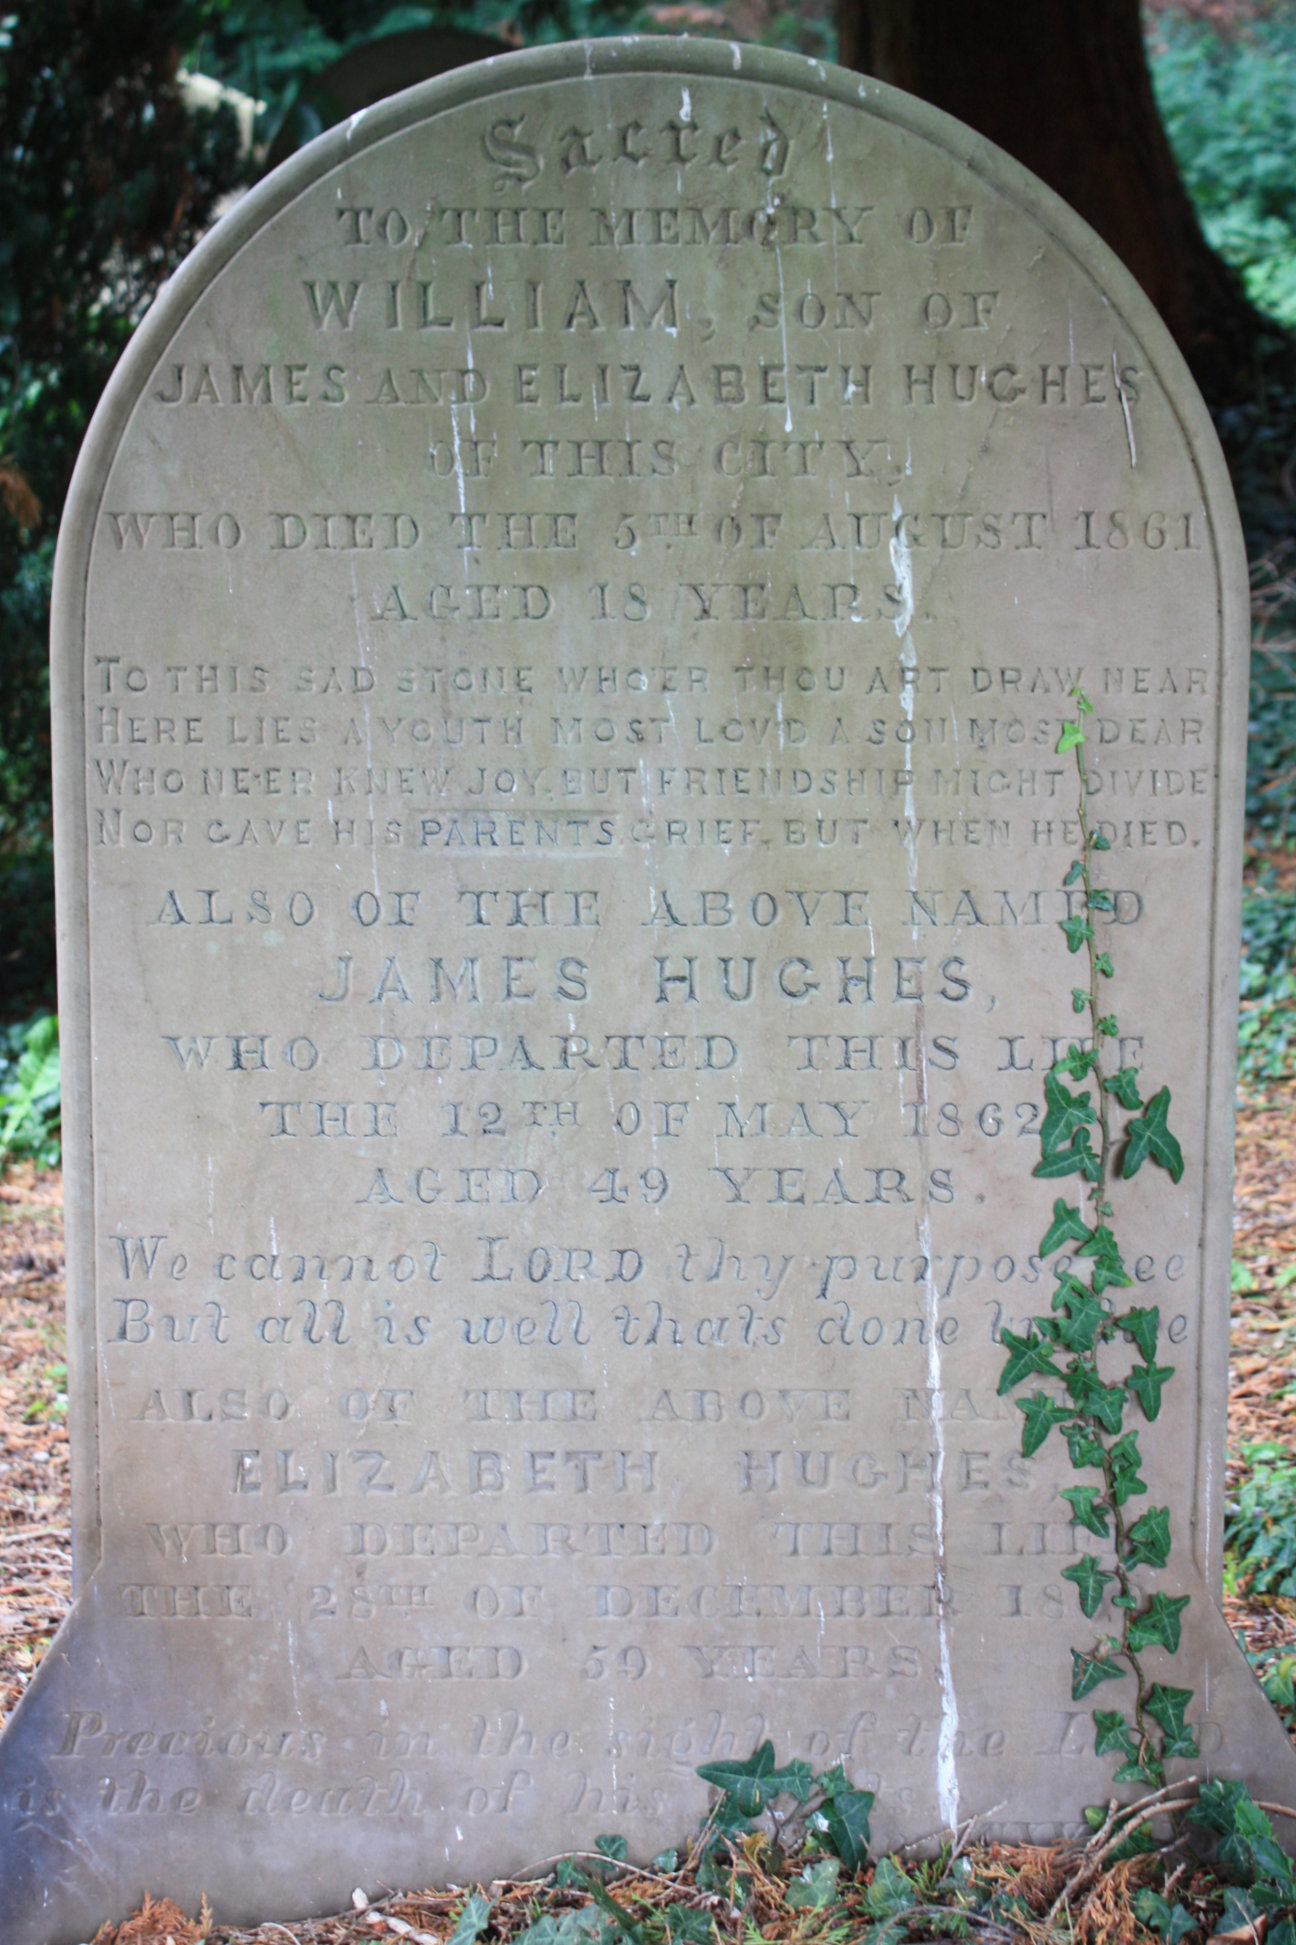 Sacred
TO THE MEMORY OF
WILLIAM, SON OF
JAMES AND ELIZABETH HUGHES
OF THIS CITY,
WHO DIED THE 5TH OF AUGUST 1861
AGED 18 YEARS.
TO THIS SAD STONE WHO'ER THOU ART DRAW NEAR
HERE LIES A YOUTH MOST LOV'D A SON MOST DEAR
WHO NE'ER KNEW JOY, BUT FRIENDSHIP MIGHT DIVIDE
NOR GAVE HIS PARENTS GRIEF, BUT WHEN HE DIED.
ALSO OF THE ABOVE NAMED
JAMES HUGHES,
WHO DEPARTED THIS LIFE
THE 12TH OF MAY 1862
AGED 49 YEARS.
We cannot LORD thy purpose see
But all is well thats done by thee
ALSO OF THE ABOVE NAMED
ELIZABETH HUGHES,
WHO DEPARTED THIS LIFE
THE 28TH OF DECEMBER
AGED 59 YEARS.
Precious in the sight of the LORD
is the death of his